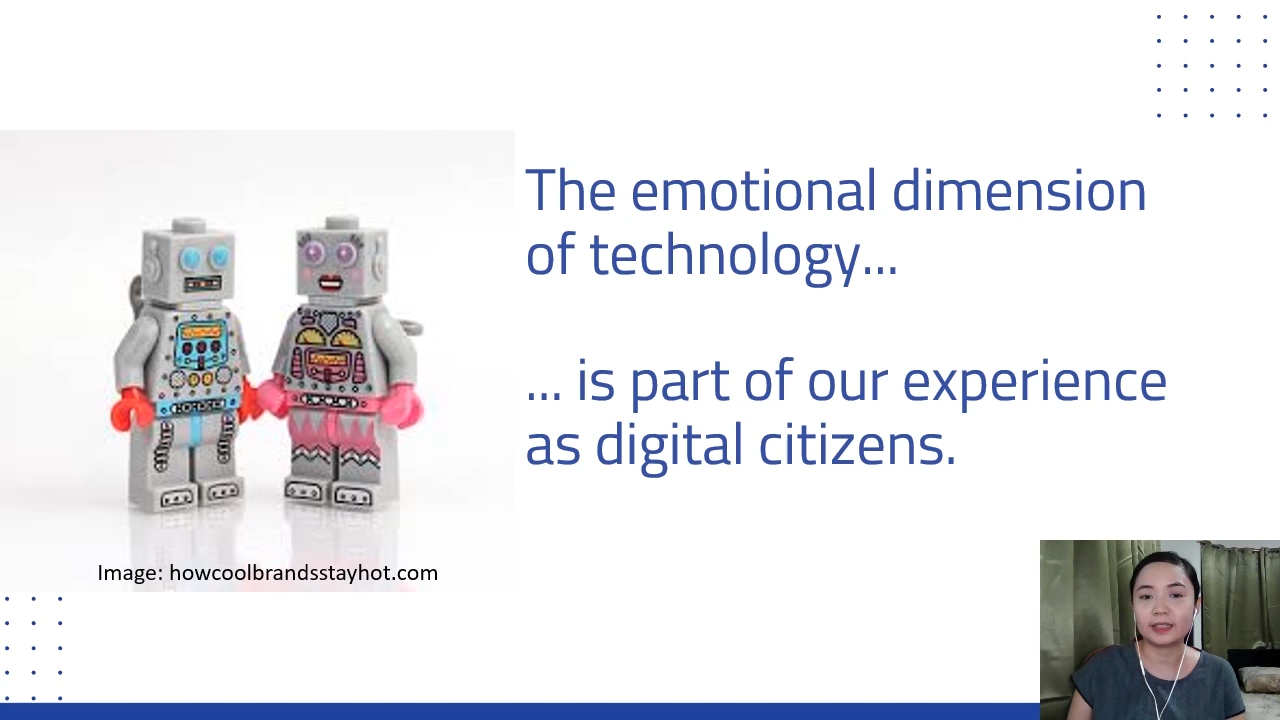 The emotional dimension
of technology...
... is part of our experience
as digital citizens.
Image: howcoolbrandsstayhot.com